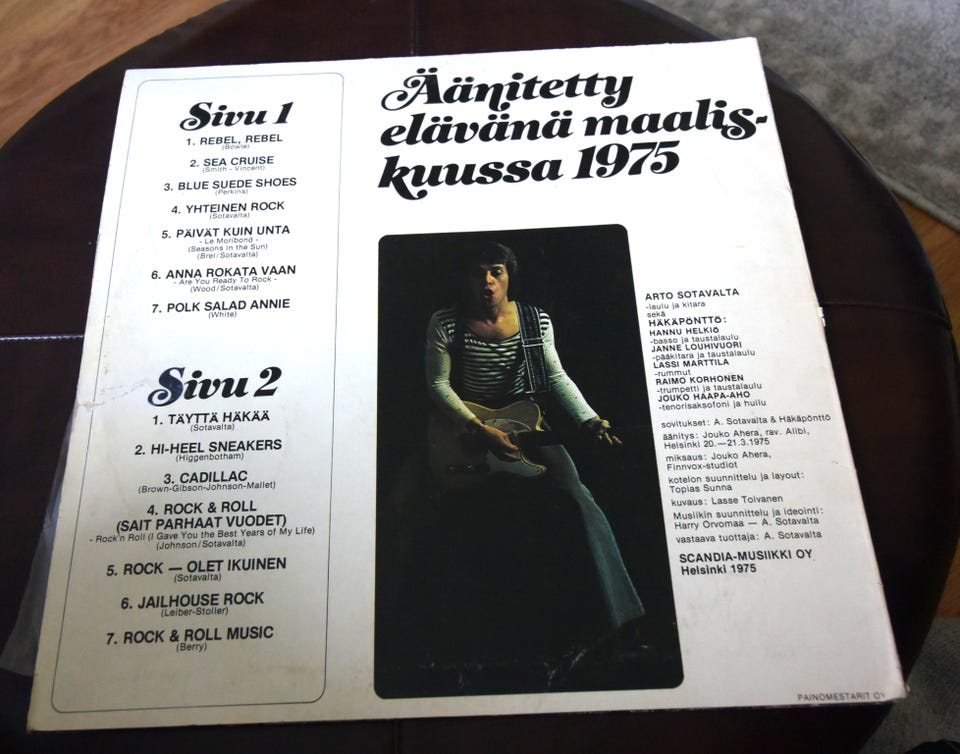 Sivu 1
1. REBEL, REBEL
(Bowie)
2. SEA CRUISE
(Smith - Vincent)
3. BLUE SUEDE SHOES
(Perkins)
4. YHTEINEN ROCK
(Sotavalta)
5. PÄIVÄT KUIN UNTA
- Le Moribond -
(Seasons in the Sun)
(Brel/Sotavalta)
6. ANNA ROKATA VAAN
- Are You Ready To Rock -
(Wood/Sotavalta)
7. POLK SALAD ANNIE
(White)
Sivu 2
1. TÄYTTÄ HÄKÄÄ
(Sotavalta)
2. HI-HEEL SNEAKERS
(Higgenbotham)
3. CADILLAC
(Brown-Gibson-Johnson-Mallet)
4. ROCK & ROLL
(SAIT PARHAAT VUODET)
- Rock'n Roll (I Gave You the Best Years of My Life)
(Johnson/Sotavalta)
5. ROCK — OLET IKUINEN
(Sotavalta)
6. JAILHOUSE ROCK
(Leiber-Stoller)
7. ROCK & ROLL MUSIC
(Berry)
Äänitetty
elävänä maalis-
kuussa 1975
ARTO SOTAVALTA
-laulu ja kitara
sekä
HÄKÄPÖNTTÖ:
HANNU HELKIÖ
-basso ja taustalaulu
JANNE LOUHIVUORI
-pääkitara ja taustalaulu
LASSI MARTTILA
-rummut
RAIMO KORHONEN
-trumpetti ja taustalaulu
JOUKO HAAPA-AHO
-tenorisaksofoni ja huilu
sovitukset: A. Sotavalta & Häkäpönttö
äänitys: Jouko Ahera, rav. Alibi,
Helsinki 20.—21.3.1975
miksaus: Jouko Ahera,
Finnvox-studiot
kotelon suunnittelu ja layout:
Topias Sunna
kuvaus: Lasse Toivanen
Musiikin suunnittelu ja ideointi:
Harry Orvomaa — A. Sotavalta
vastaava tuottaja: A. Sotavalta
SCANDIA-MUSIIKKI OY
Helsinki 1975
PAINOMESTARIT OY